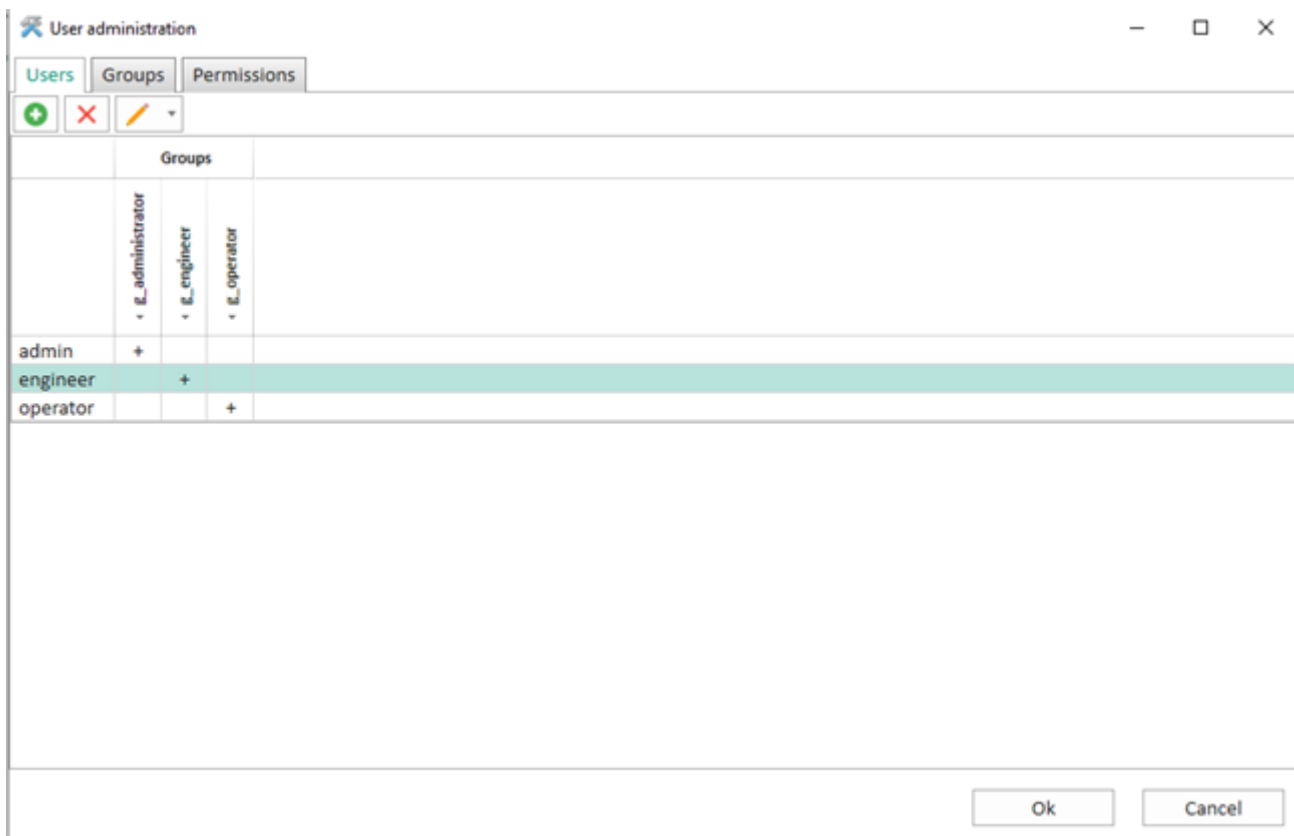 User administration
Users Groups Permissions
Groups
g_administrator g_engineer g_operator
admin +
engineer +
operator +
Ok Cancel